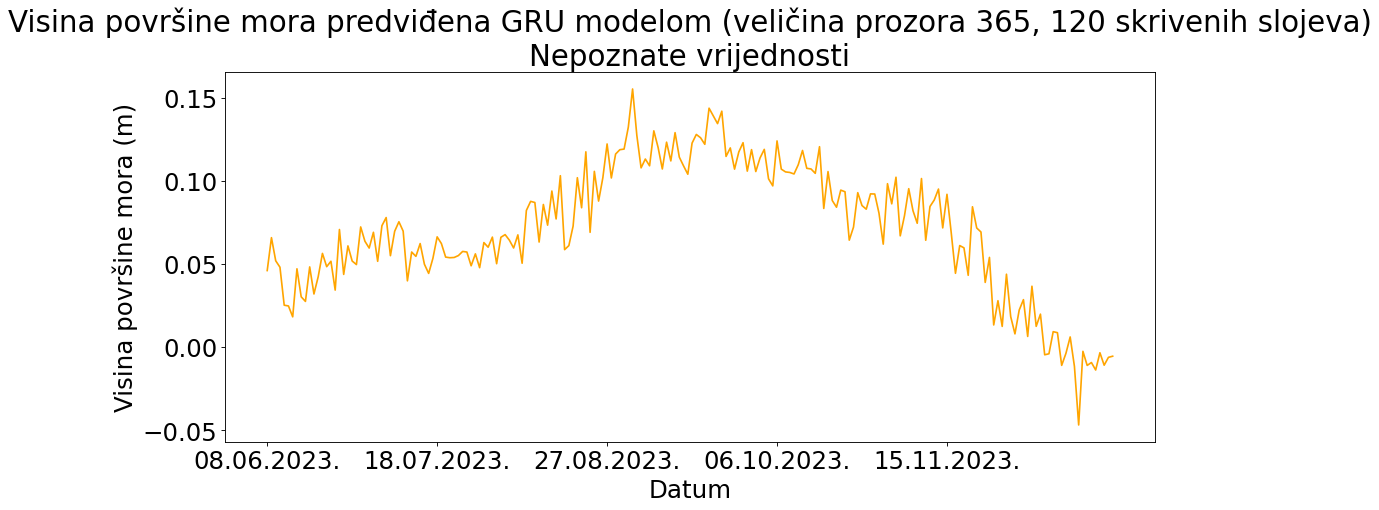 Visina površine mora predviđena GRU modelom (veličina prozora 365, 120 skrivenih slojeva)
Nepoznate vrijednosti
Visina površine mora (m)
0.15
0.10
0.05
0.00
−0.05
08.06.2023. 18.07.2023. 27.08.2023. 06.10.2023. 15.11.2023.
Datum